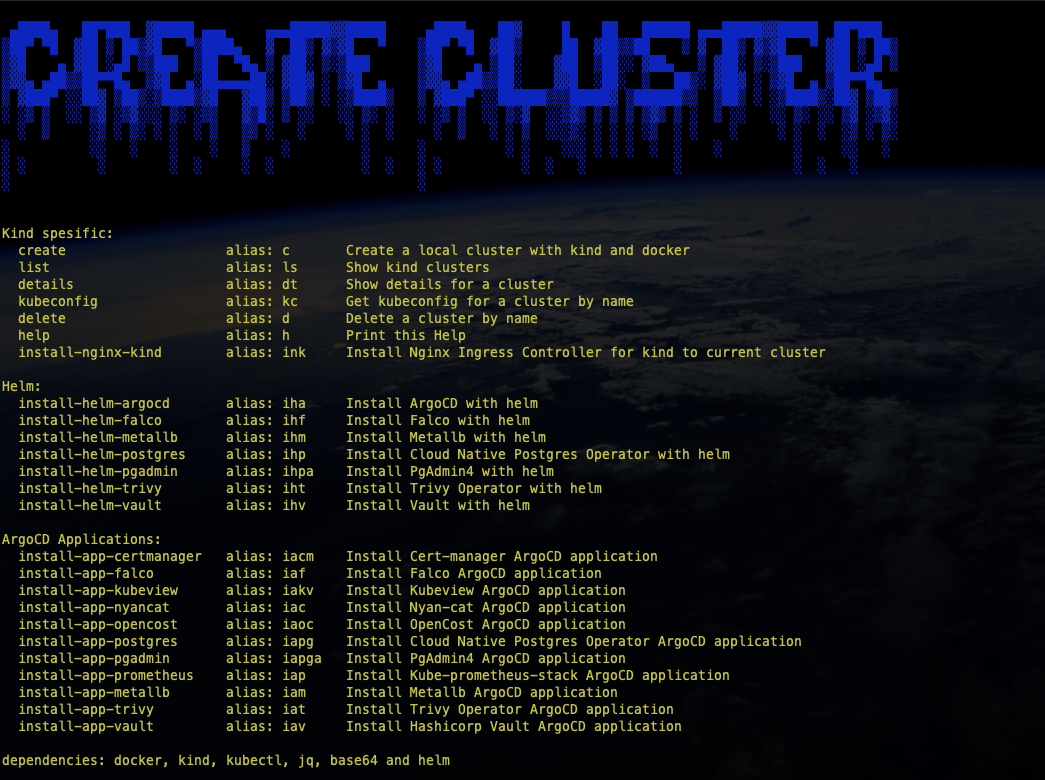 CREATE CLUSTER
Kind spesific:
create alias: c Create a local cluster with kind and docker
list alias: ls Show kind clusters
details alias: dt Show details for a cluster
kubeconfig alias: kc Get kubeconfig for a cluster by name
delete alias: d Delete a cluster by name
help alias: h Print this Help
install-nginx-kind alias: ink Install Nginx Ingress Controller for kind to current cluster
Helm:
install-helm-argocd alias: iha Install ArgoCD with helm
install-helm-falco alias: ihf Install Falco with helm
install-helm-metallb alias: ihm Install Metallb with helm
install-helm-postgres alias: ihp Install Cloud Native Postgres Operator with helm
install-helm-pgadmin alias: ihpa Install PgAdmin4 with helm
install-helm-trivy alias: iht Install Trivy Operator with helm
install-helm-vault alias: ihv Install Vault with helm
ArgoCD Applications:
install-app-certmanager alias: iacm Install Cert-manager ArgoCD application
install-app-falco alias: iaf Install Falco ArgoCD application
install-app-kubeview alias: iakv Install Kubeview ArgoCD application
install-app-nyancat alias: iac Install Nyan-cat ArgoCD application
install-app-opencost alias: iaoc Install OpenCost ArgoCD application
install-app-postgres alias: iapg Install Cloud Native Postgres Operator ArgoCD application
install-app-pgadmin alias: iapga Install PgAdmin4 ArgoCD application
install-app-prometheus alias: iap Install Kube-prometheus-stack ArgoCD application
install-app-metallb alias: iam Install Metallb ArgoCD application
install-app-trivy alias: iat Install Trivy Operator ArgoCD application
install-app-vault alias: iav Install Hashicorp Vault ArgoCD application
dependencies: docker, kind, kubectl, jq, base64 and helm